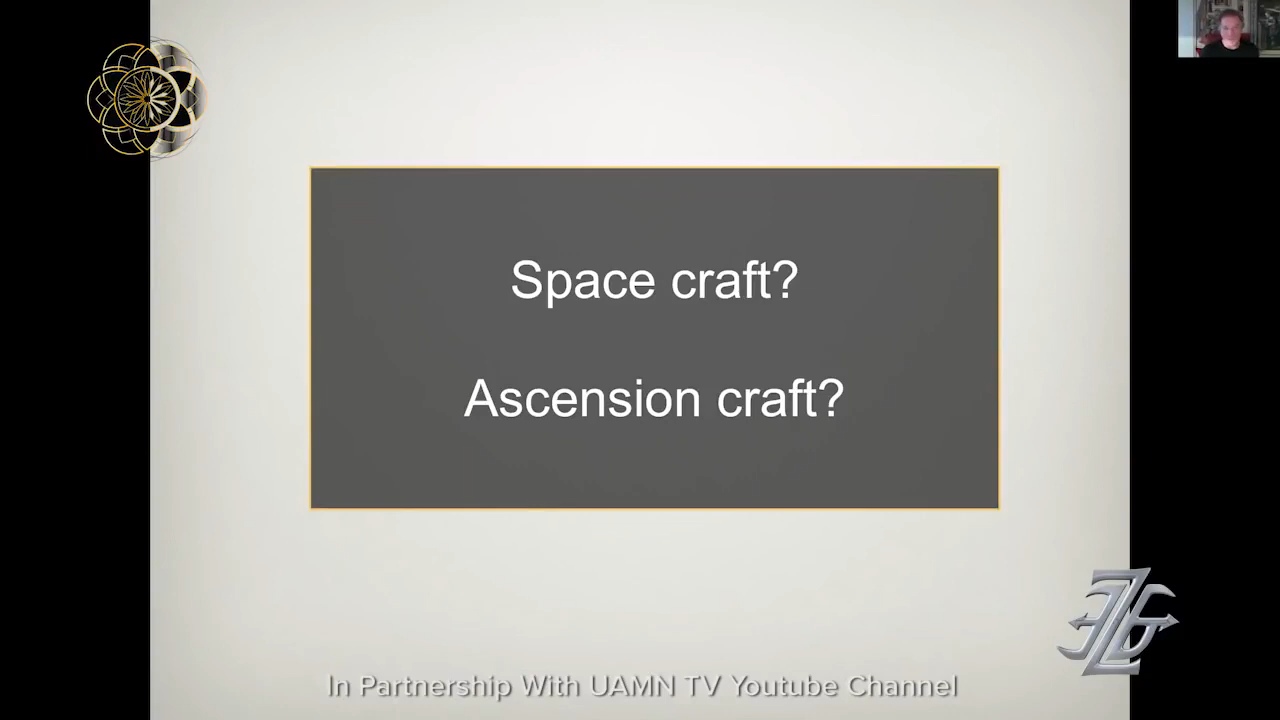 Space craft?
Ascension craft?
In Partnership With UAMN TV Youtube Channel